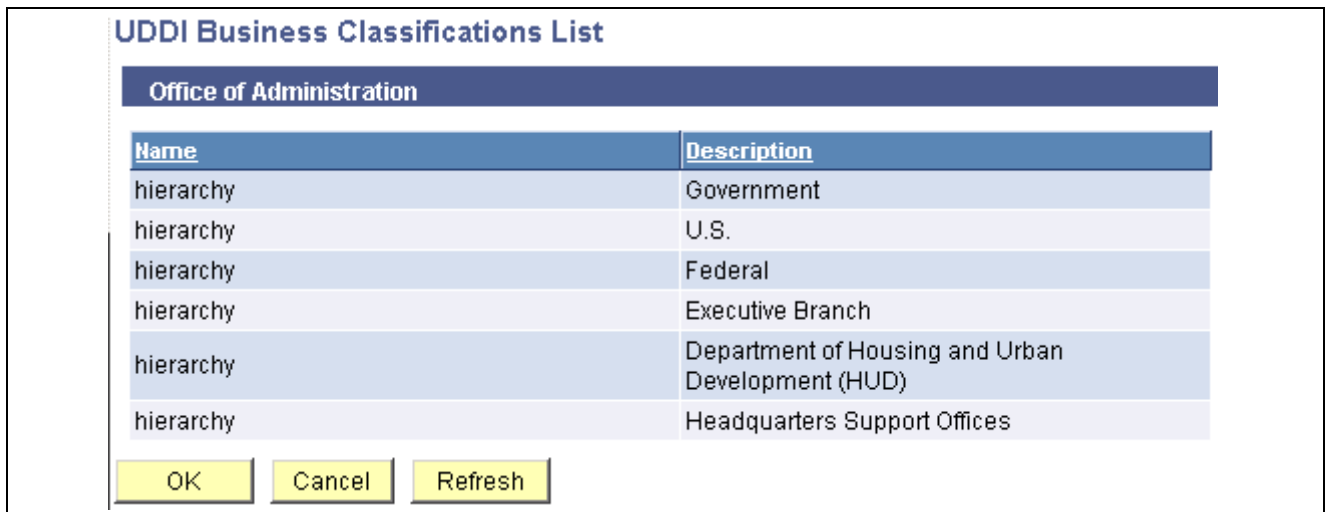 UDDI Business Classifications List
Office of Administration
Name Description
hierarchy Government
hierarchy U.S.
hierarchy Federal
hierarchy Executive Branch
hierarchy Department of Housing and Urban
Development (HUD)
hierarchy Headquarters Support Offices
OK Cancel Refresh